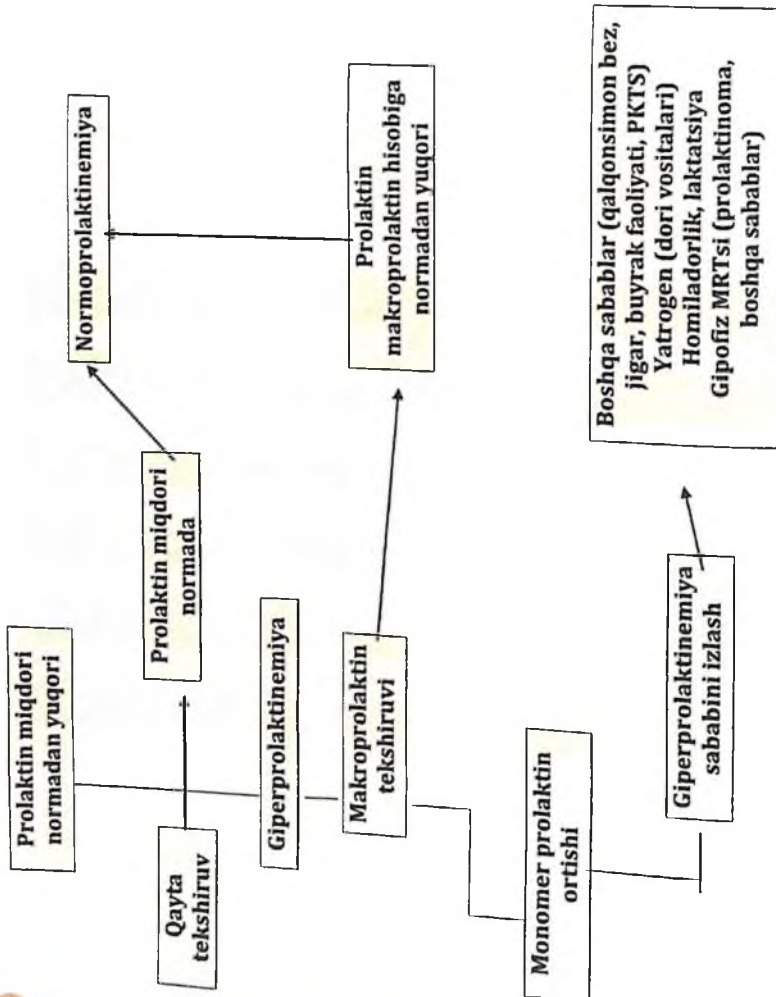 Prolaktin miqdori
normadan yuqori
Qayta
tekshiruv
Prolaktin miqdori
normada
Normoprolaktinemiya
Giperprolaktinemiya
Makroprolaktin
tekshiruvi
Prolaktin
makroprolaktin hisobiga
normadan yuqori
Monomer prolaktin
ortishi
Giperprolaktinemiya
sababini izlash
Boshqa sabablar (qalqonsimon bez,
jigar, buyrak faoliyati, PKTS)
Yatrogen (dori vositalari)
Homiladorlik, laktatsiya
Gipofiz MRTsi (prolaktinoma,
boshqa sabablar)